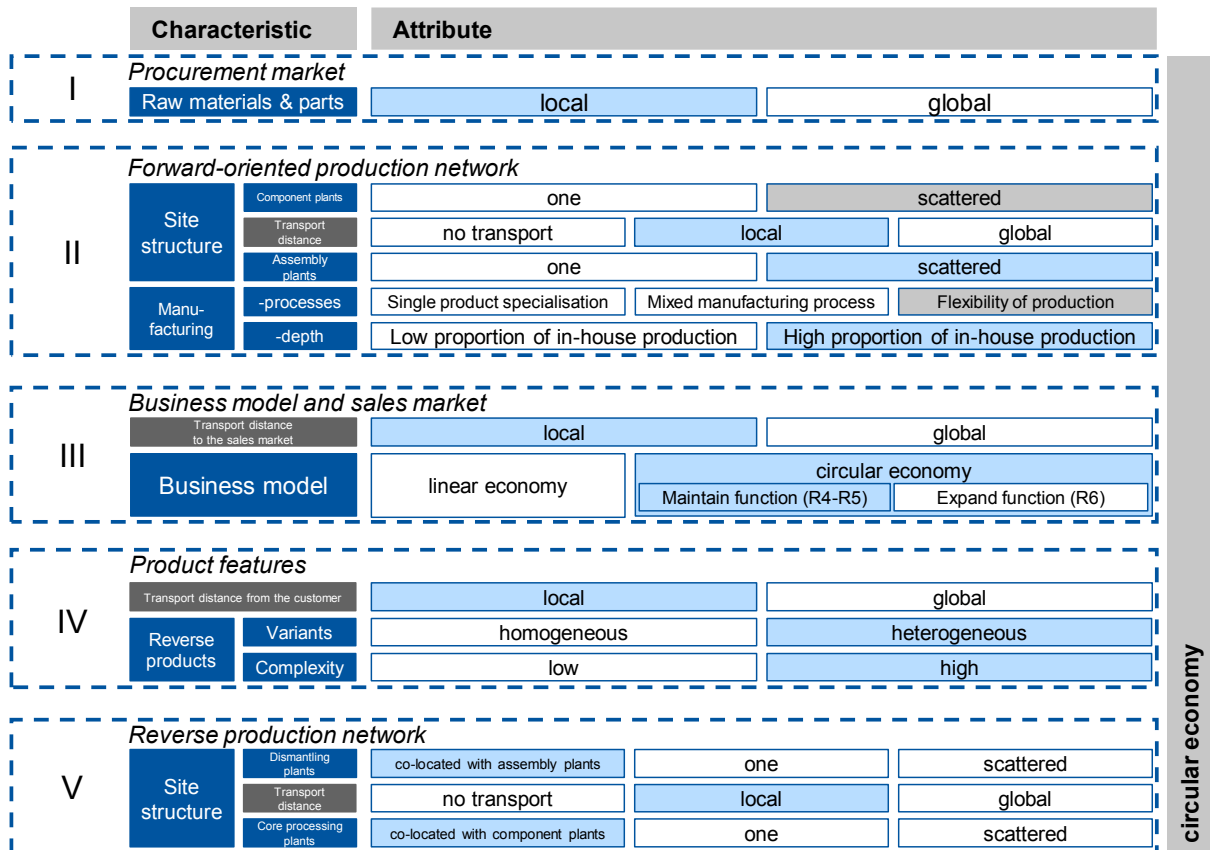 Characteristic
Attribute
I
Procurement market
Raw materials & parts
local
global
II
Forward-oriented production network
Site
structure
Component plants
one
scattered
Transport
distance
no transport
local
global
Assembly
plants
one
scattered
Manu-
facturing
-processes
Single product specialisation
Mixed manufacturing process
Flexibility of production
-depth
Low proportion of in-house production
High proportion of in-house production
III
Business model and sales market
Transport distance
to the sales market
local
global
Business model
linear economy
circular economy
Maintain function (R4-R5)
Expand function (R6)
IV
Product features
Transport distance from the customer
local
global
Reverse
products
Variants
homogeneous
heterogeneous
Complexity
low
high
V
Reverse production network
Site
structure
Dismantling
plants
co-located with assembly plants
one
scattered
Transport
distance
no transport
local
global
Core processing
plants
co-located with component plants
one
scattered
circular economy